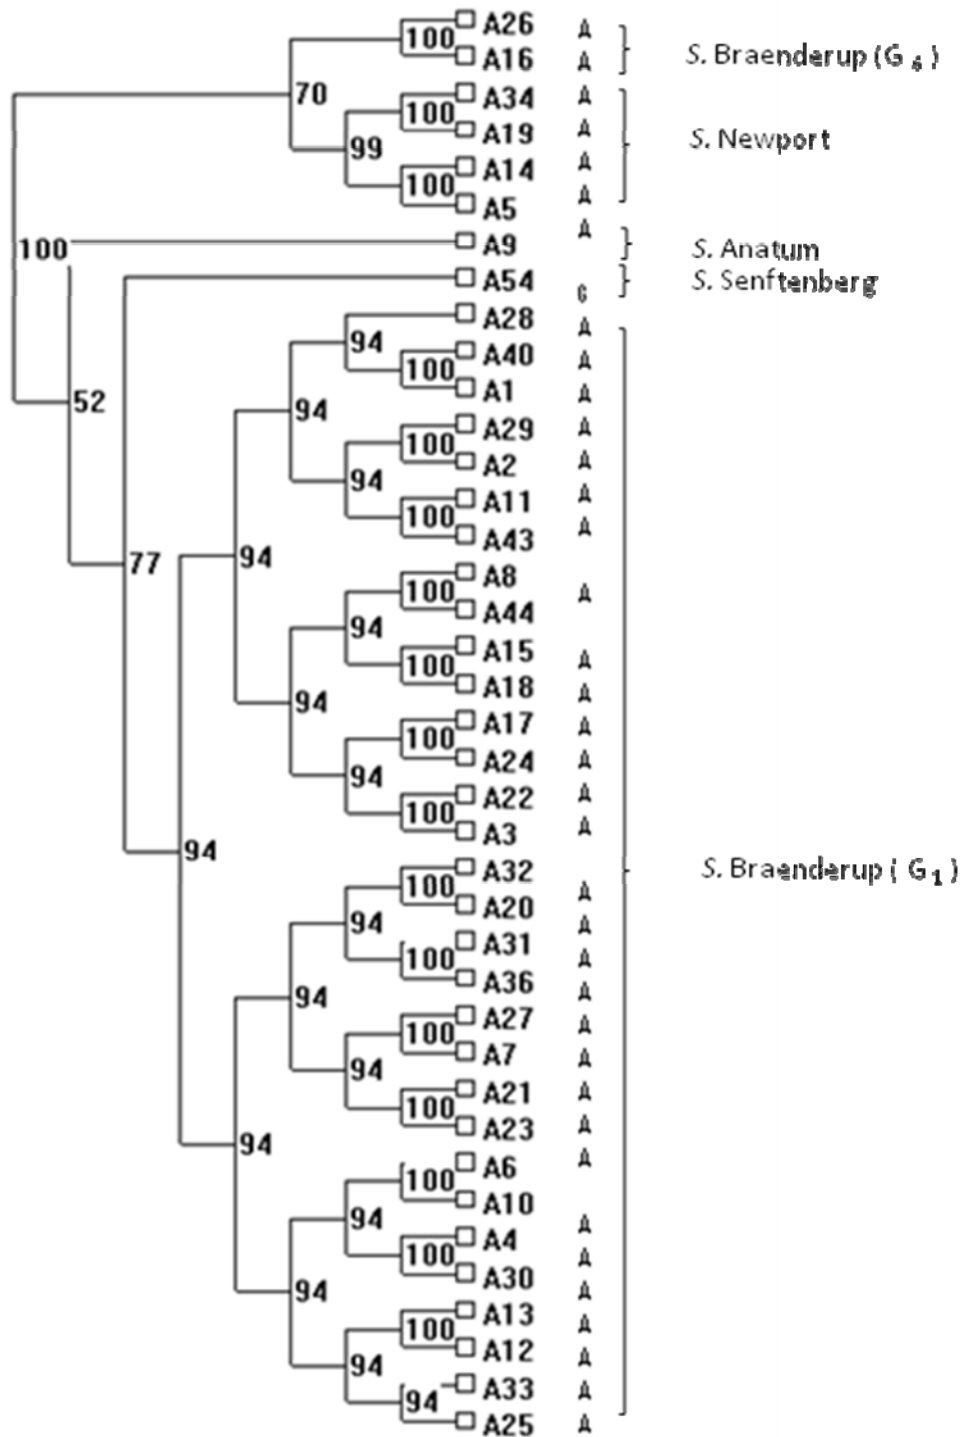 A26 A
100
A16 A
S. Braenderup (G 4 )
70
A34 A
100
A19 A
99
S. Newport
A14 A
100
A5 A
100
A9 A
S. Anatum
A54 G
S. Senftenberg
A28 A
94
A40 A
100
A1 A
52
94
A29 A
100
A2 A
94
A11 A
100
A43 A
77
94
A8
100
A44 A
94
A15 A
100
A18 A
94
A17 A
100
A24 A
94
A22 A
100
A3 A
94
S. Braenderup ( G 1 )
A32
100
A20 A
94
A31 A
100
A36 A
94
A27 A
100
A7 A
94
A21 A
100
A23 A
94
A6 A
100
A10
94
A4 A
100
A30 A
94
A13 A
100
A12 A
94
A33 A
94
A25 A